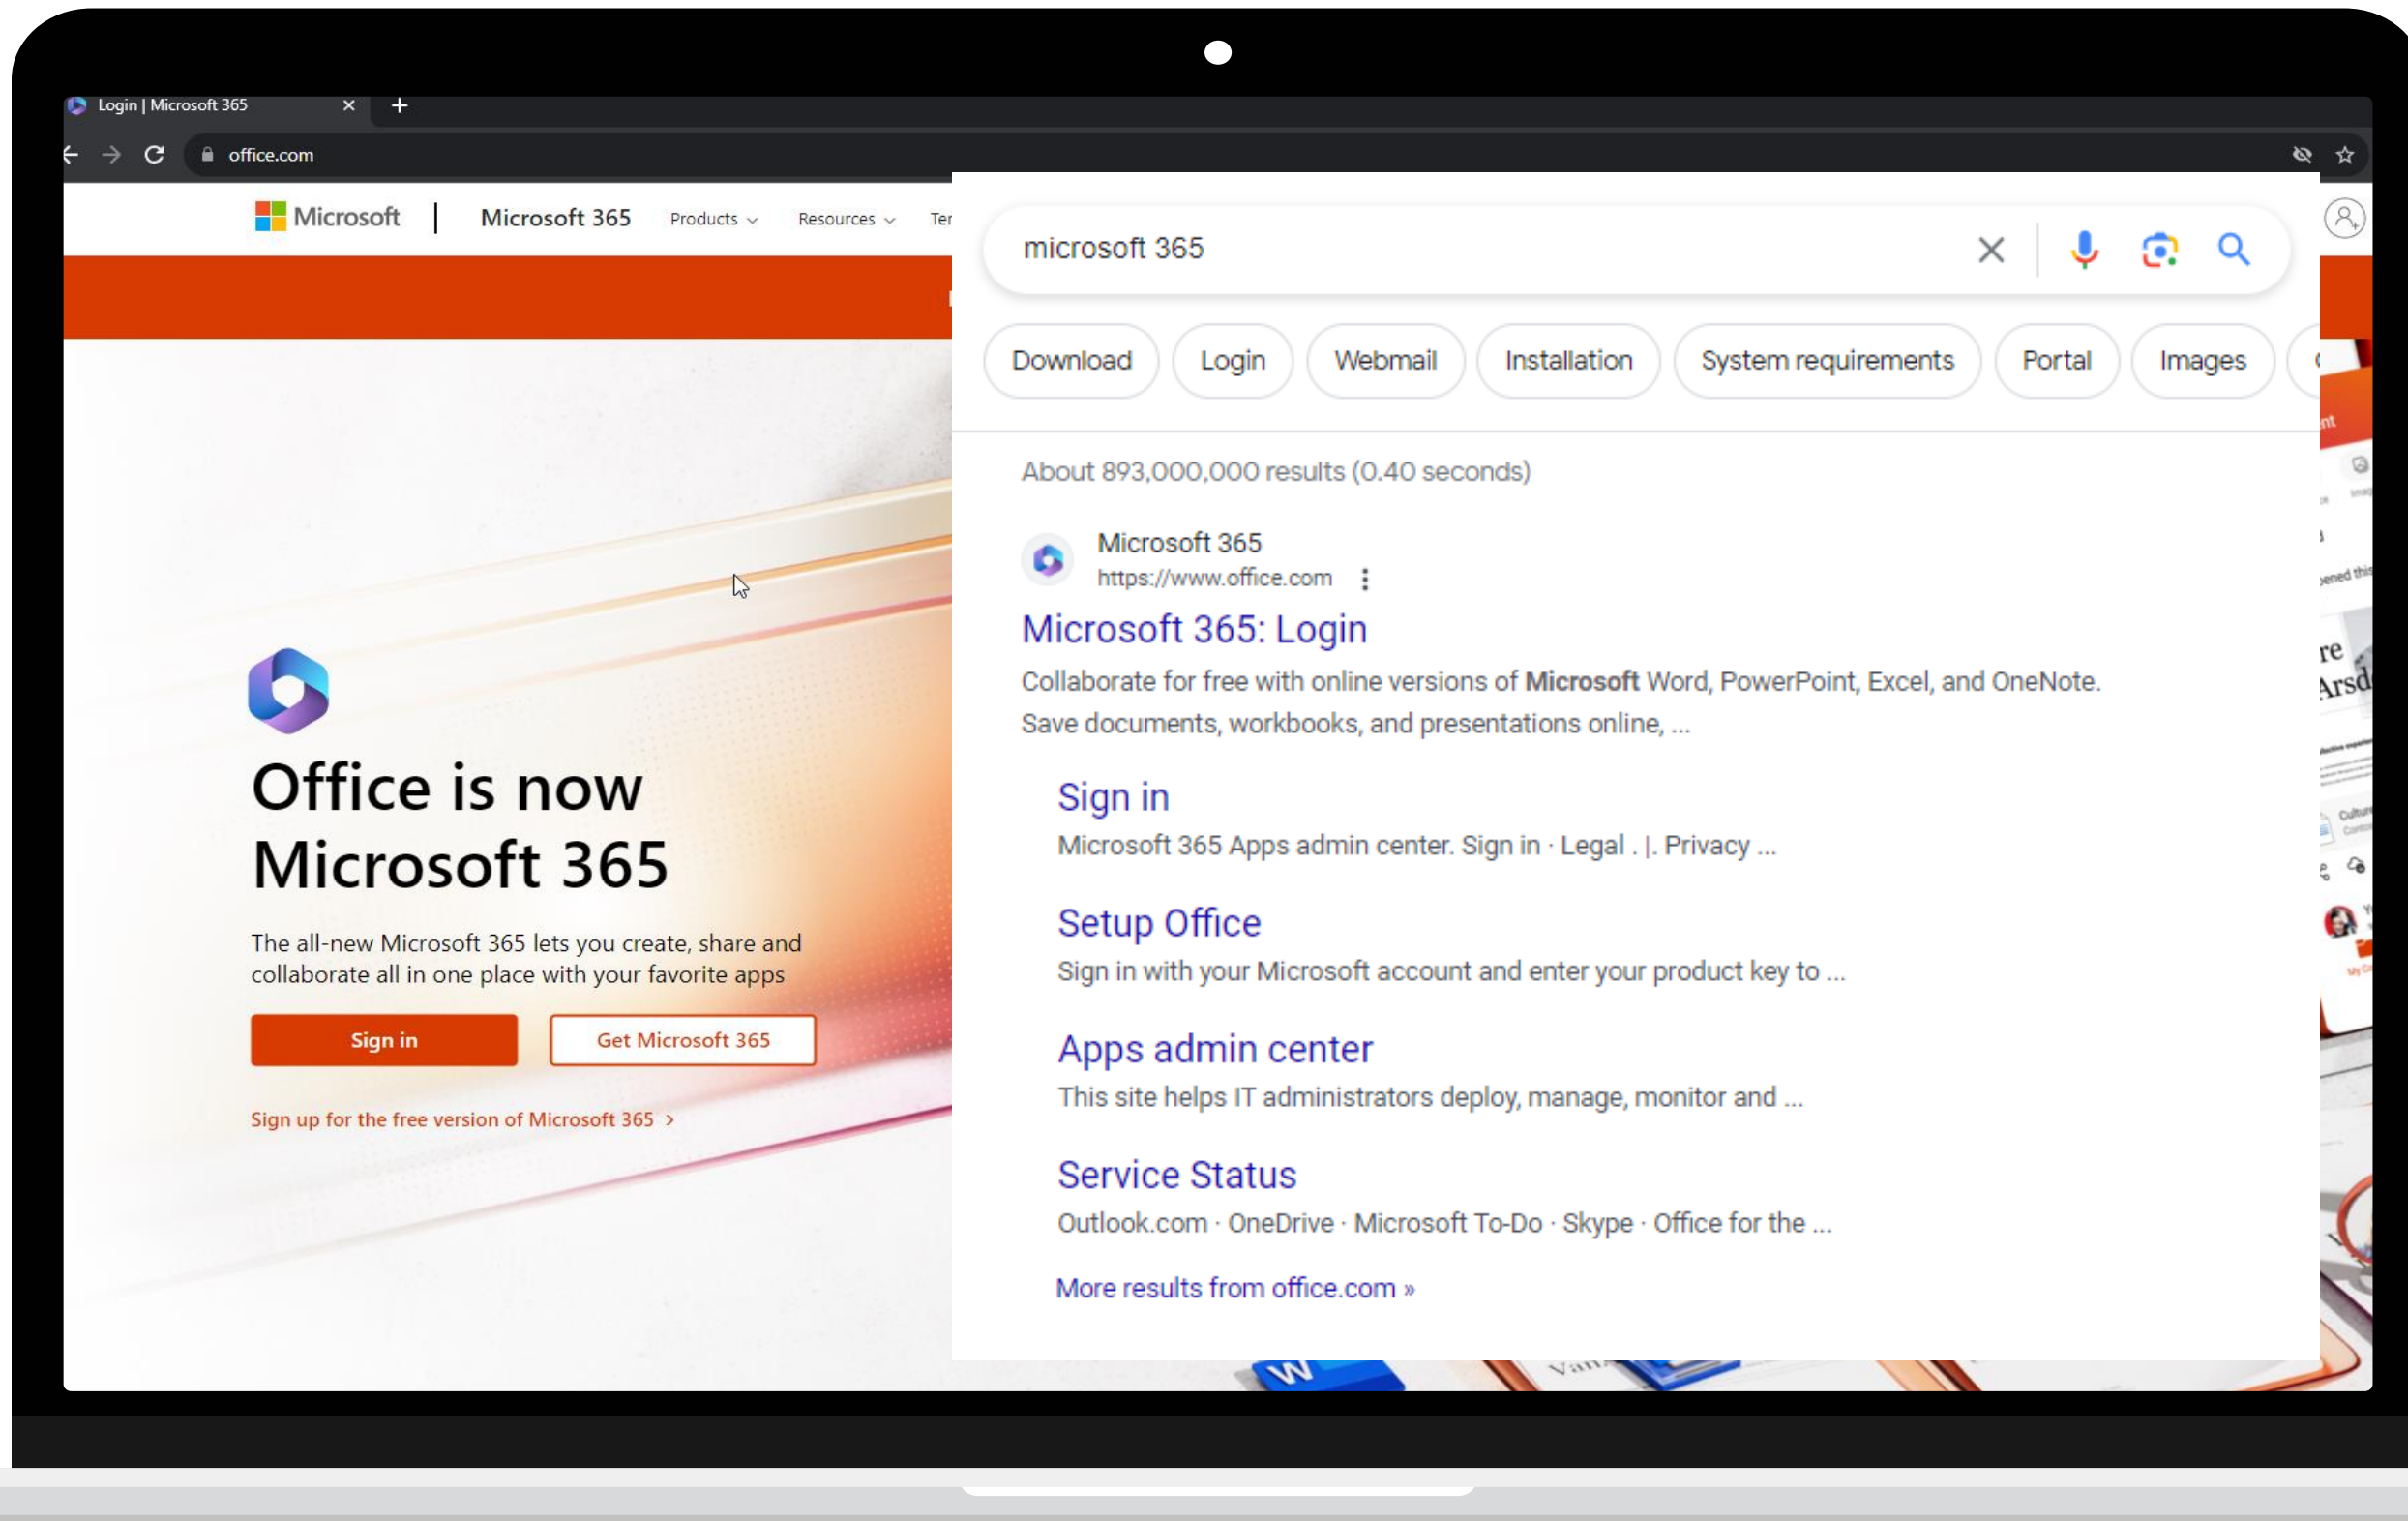 Login | Microsoft 365
office.com
Microsoft
Microsoft 365
Products
Resources
microsoft 365
Download
Login
Webmail
Installation
System requirements
Portal
Images
About 893,000,000 results (0.40 seconds)
Microsoft 365
https://www.office.com
Microsoft 365: Login
Collaborate for free with online versions of Microsoft Word, PowerPoint, Excel, and OneNote.
Save documents, workbooks, and presentations online, ...
Sign in
Microsoft 365 Apps admin center. Sign in · Legal . |. Privacy ...
Setup Office
Sign in with your Microsoft account and enter your product key to ...
Apps admin center
This site helps IT administrators deploy, manage, monitor and ...
Service Status
Outlook.com · OneDrive · Microsoft To-Do · Skype · Office for the ...
More results from office.com »
Office is now
Microsoft 365
The all-new Microsoft 365 lets you create, share and
collaborate all in one place with your favorite apps
Sign in
Get Microsoft 365
Sign up for the free version of Microsoft 365 >
W